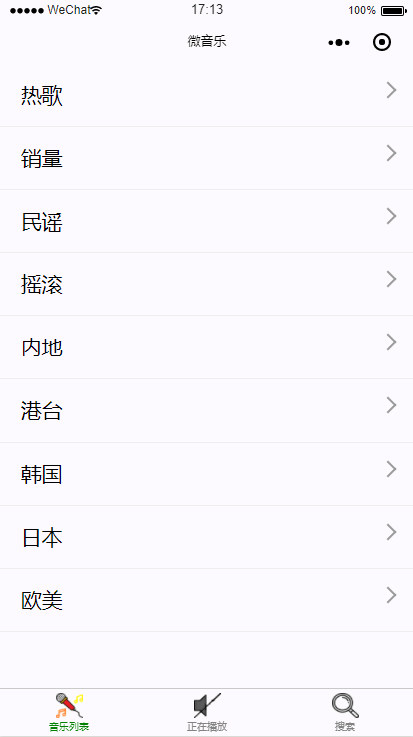 ●●●●● WeChat 17:13 100%
微音乐
热歌
销量
民谣
摇滚
内地
港台
韩国
日本
欧美
音乐列表 正在播放 搜索